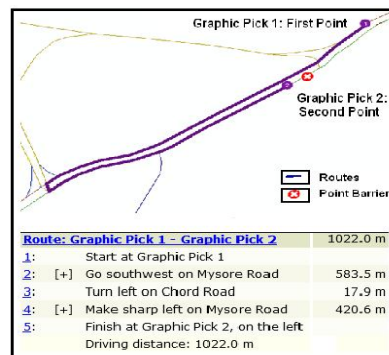 Graphic Pick 1: First Point
1
2
Graphic Pick 2:
Second Point
Routes
Point Barrier
Route: Graphic Pick 1 - Graphic Pick 2 1022.0 m
1: Start at Graphic Pick 1
2: [+] Go southwest on Mysore Road 583.5 m
3: Turn left on Chord Road 17.9 m
4: [+] Make sharp left on Mysore Road 420.6 m
5: Finish at Graphic Pick 2, on the left
Driving distance: 1022.0 m